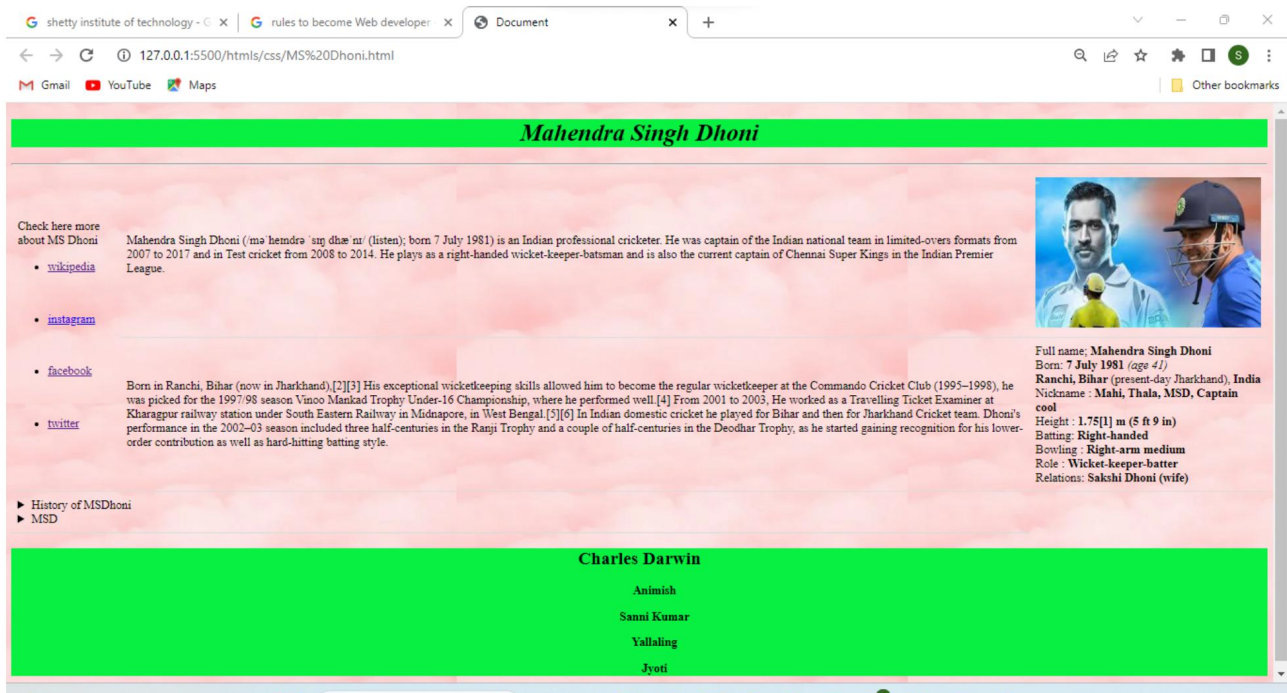 shetty institute of technology - G
rules to become Web developer
Document
127.0.0.1:5500/htmls/css/MS%20Dhoni.html
S
Gmail
YouTube
Maps
Other bookmarks
Mahendra Singh Dhoni
Check here more
about MS Dhoni
• wikipedia
• instagram
• facebook
• twitter
Mahendra Singh Dhoni (/məˈhɛndrə ˈsɪŋ dhæˈnɪ/ (listen); born 7 July 1981) is an Indian professional cricketer. He was captain of the Indian national team in limited-overs formats from
2007 to 2017 and in Test cricket from 2008 to 2014. He plays as a right-handed wicket-keeper-batsman and is also the current captain of Chennai Super Kings in the Indian Premier
League.
Born in Ranchi, Bihar (now in Jharkhand),[2][3] His exceptional wicketkeeping skills allowed him to become the regular wicketkeeper at the Commando Cricket Club (1995–1998), he
was picked for the 1997/98 season Vinoo Mankad Trophy Under-16 Championship, where he performed well.[4] From 2001 to 2003, He worked as a Travelling Ticket Examiner at
Kharagpur railway station under South Eastern Railway in Midnapore, in West Bengal.[5][6] In Indian domestic cricket he played for Bihar and then for Jharkhand Cricket team. Dhoni's
performance in the 2002–03 season included three half-centuries in the Ranji Trophy and a couple of half-centuries in the Deodhar Trophy, as he started gaining recognition for his lower-
order contribution as well as hard-hitting batting style.
Full name; Mahendra Singh Dhoni
Born: 7 July 1981 (age 41)
Ranchi, Bihar (present-day Jharkhand), India
Nickname : Mahi, Thala, MSD, Captain
cool
Height : 1.75[1] m (5 ft 9 in)
Batting: Right-handed
Bowling : Right-arm medium
Role : Wicket-keeper-batter
Relations: Sakshi Dhoni (wife)
▶ History of MSDhoni
▶ MSD
Charles Darwin
Animish
Sanni Kumar
Yallaling
Jyoti